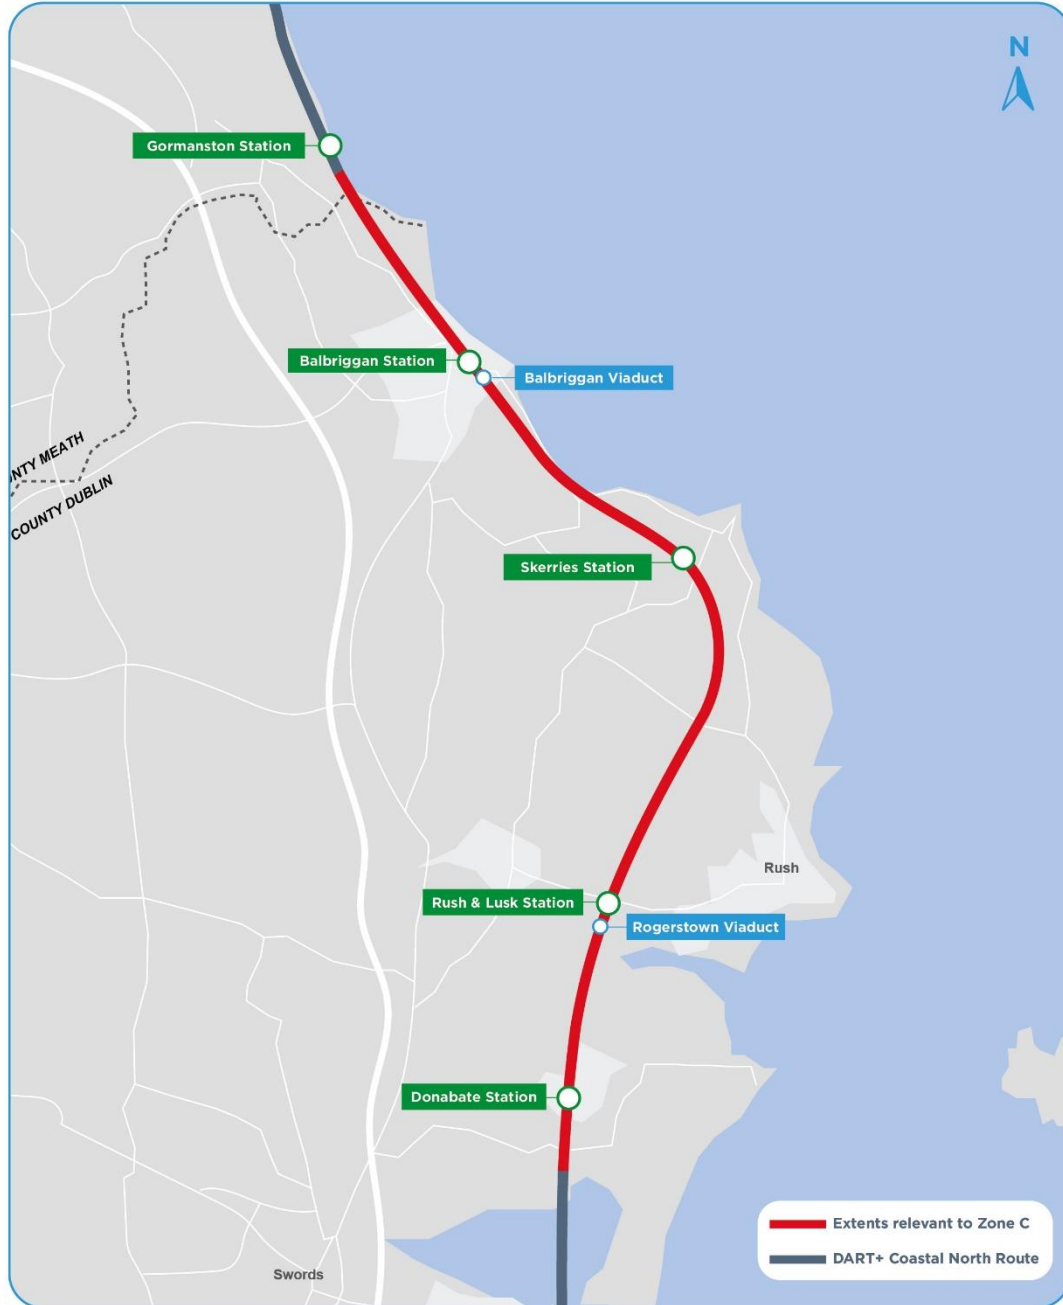 N
Gormanston Station
Balbriggan Station
Balbriggan Viaduct
NTY MEATH
COUNTY DUBLIN
Skerries Station
Rush
Rush & Lusk Station
Rogerstown Viaduct
Donabate Station
Swords
Extents relevant to Zone C
DART+ Coastal North Route